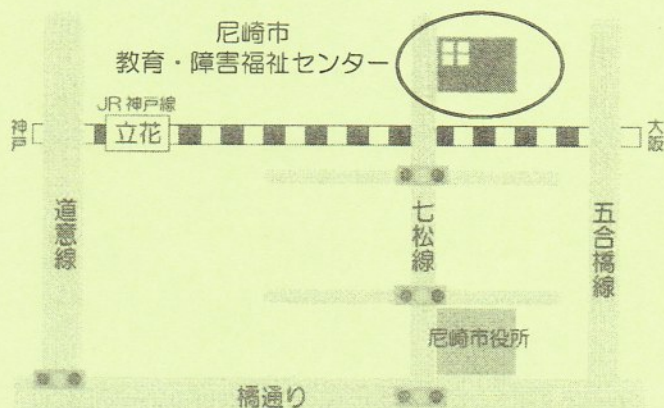 尼崎市
教育・障害福祉センター
JR 神戸線
神戸
立花
大阪
道意線
七松線
五合橋線
尼崎市役所
橘通り